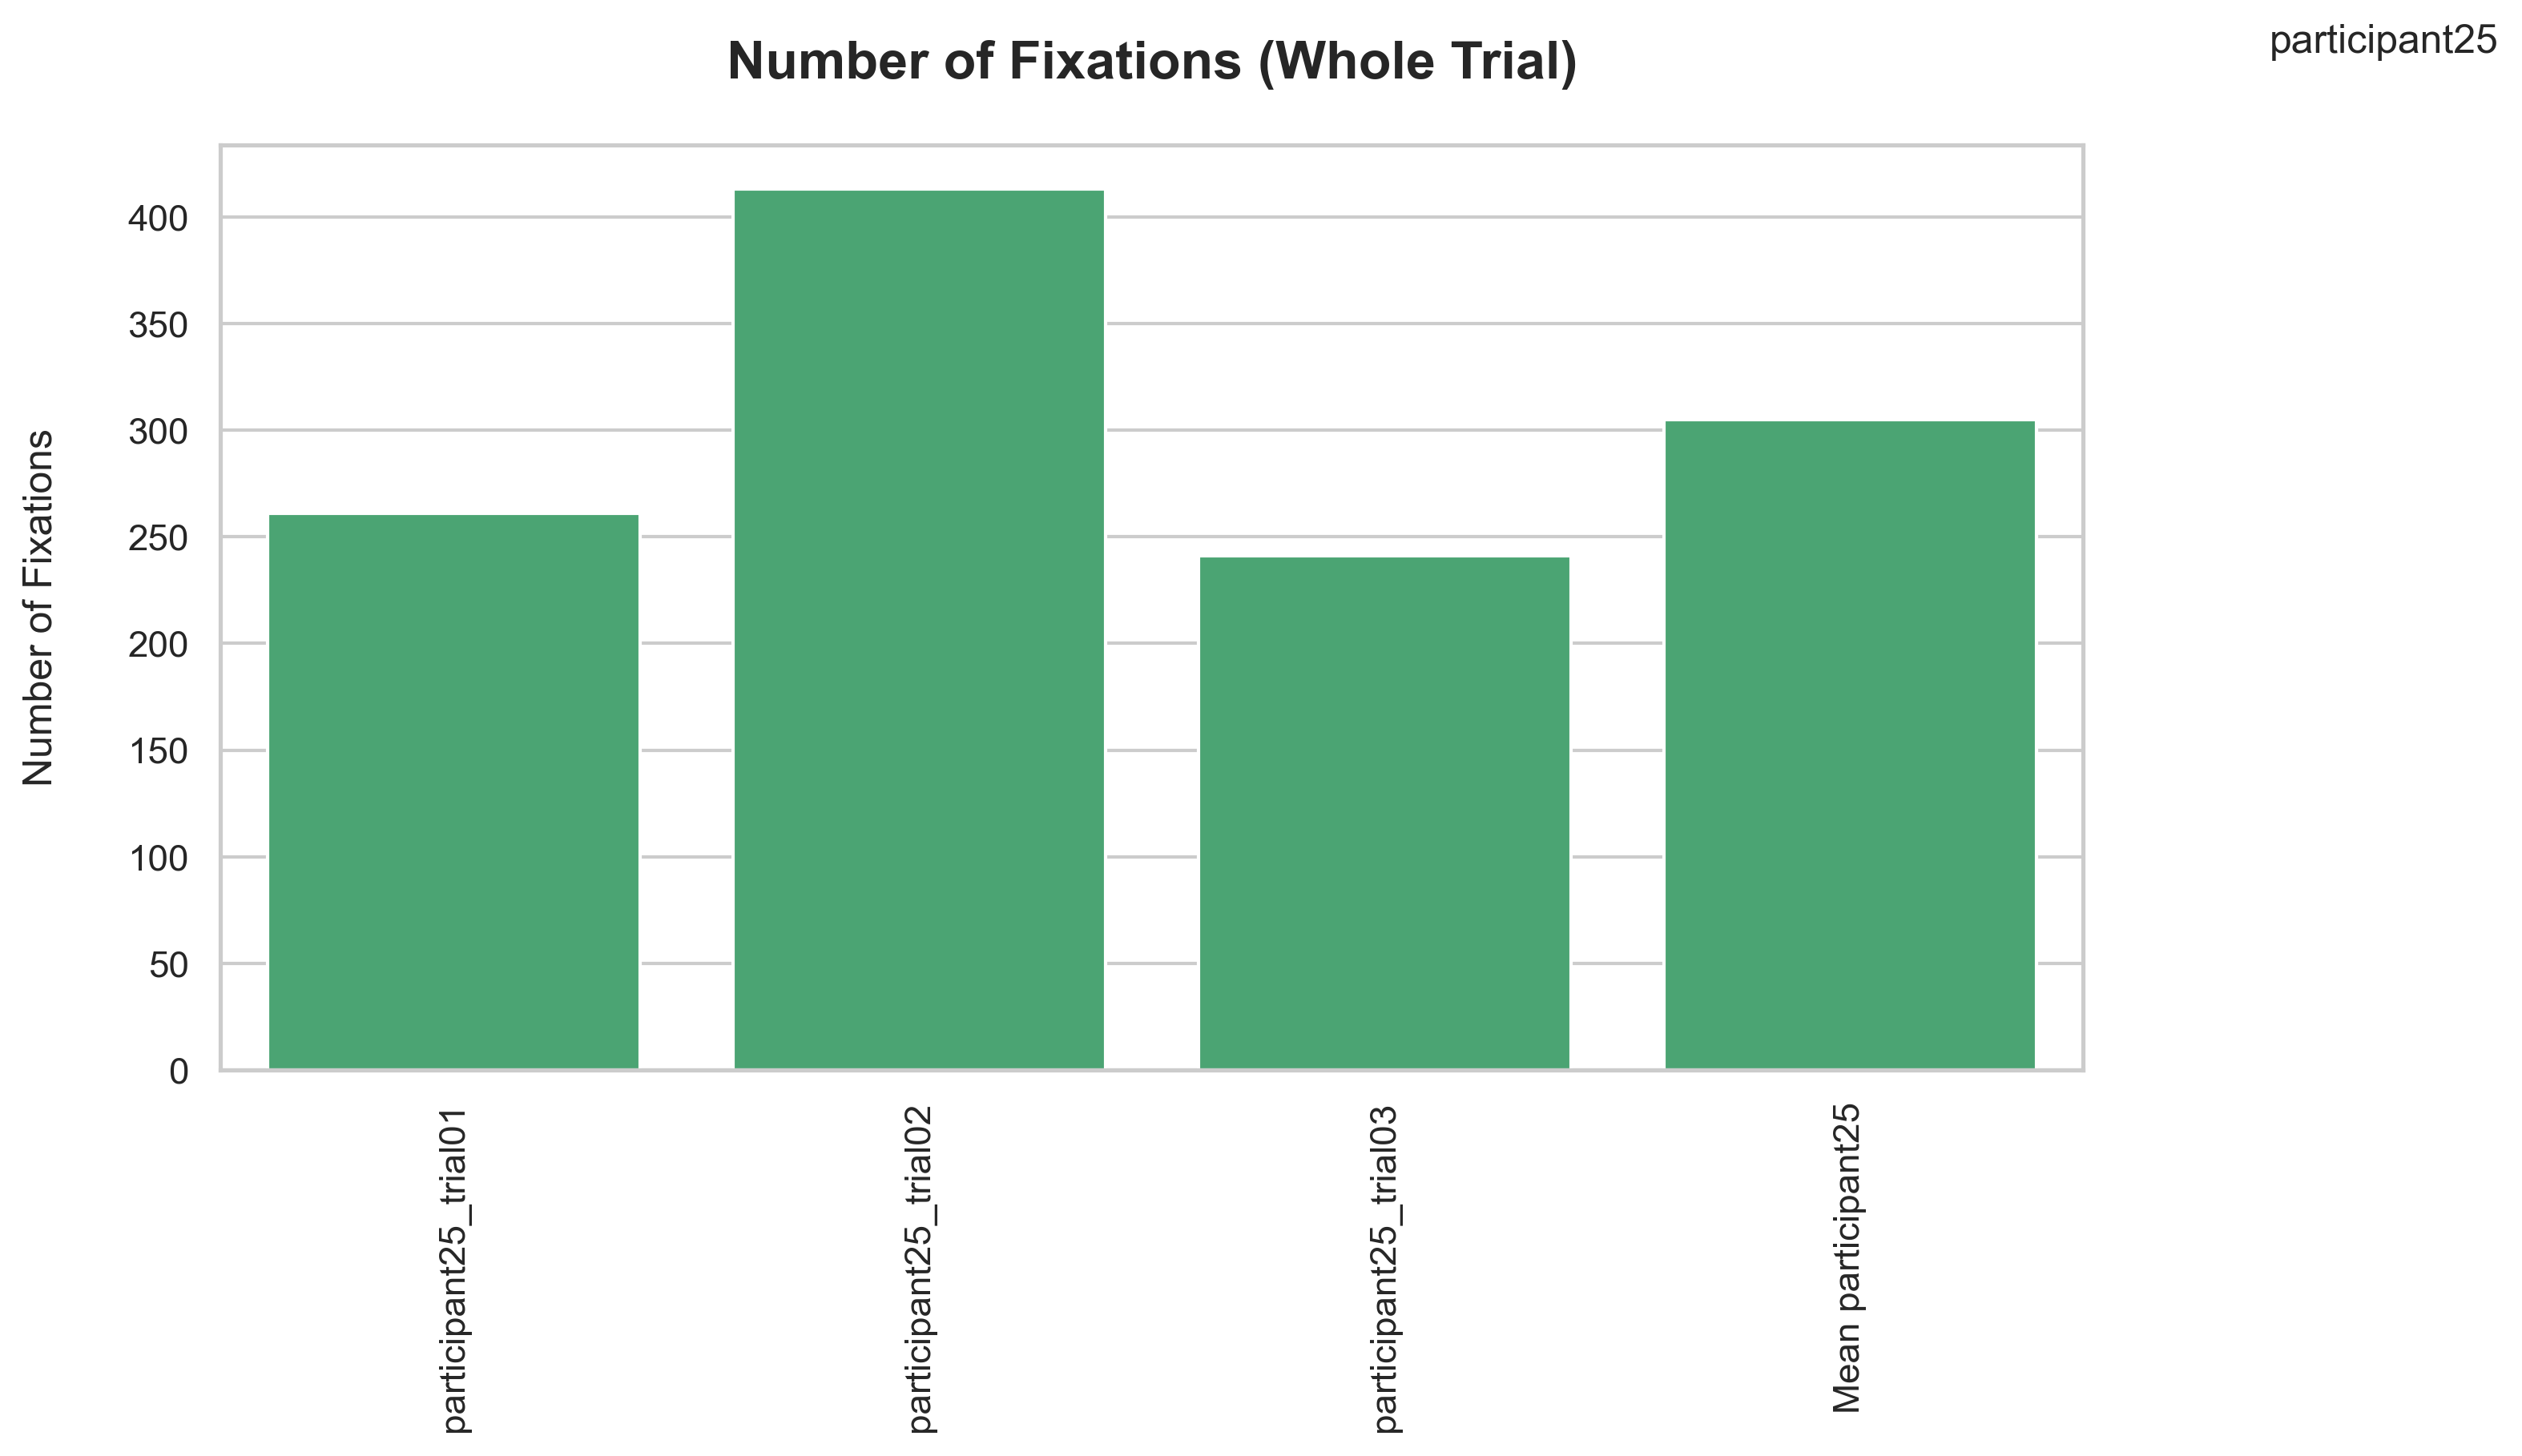 participant25
Number of Fixations (Whole Trial)
Number of Fixations
400
350
300
250
200
150
100
50
0
participant25_trial01
participant25_trial02
participant25_trial03
Mean participant25